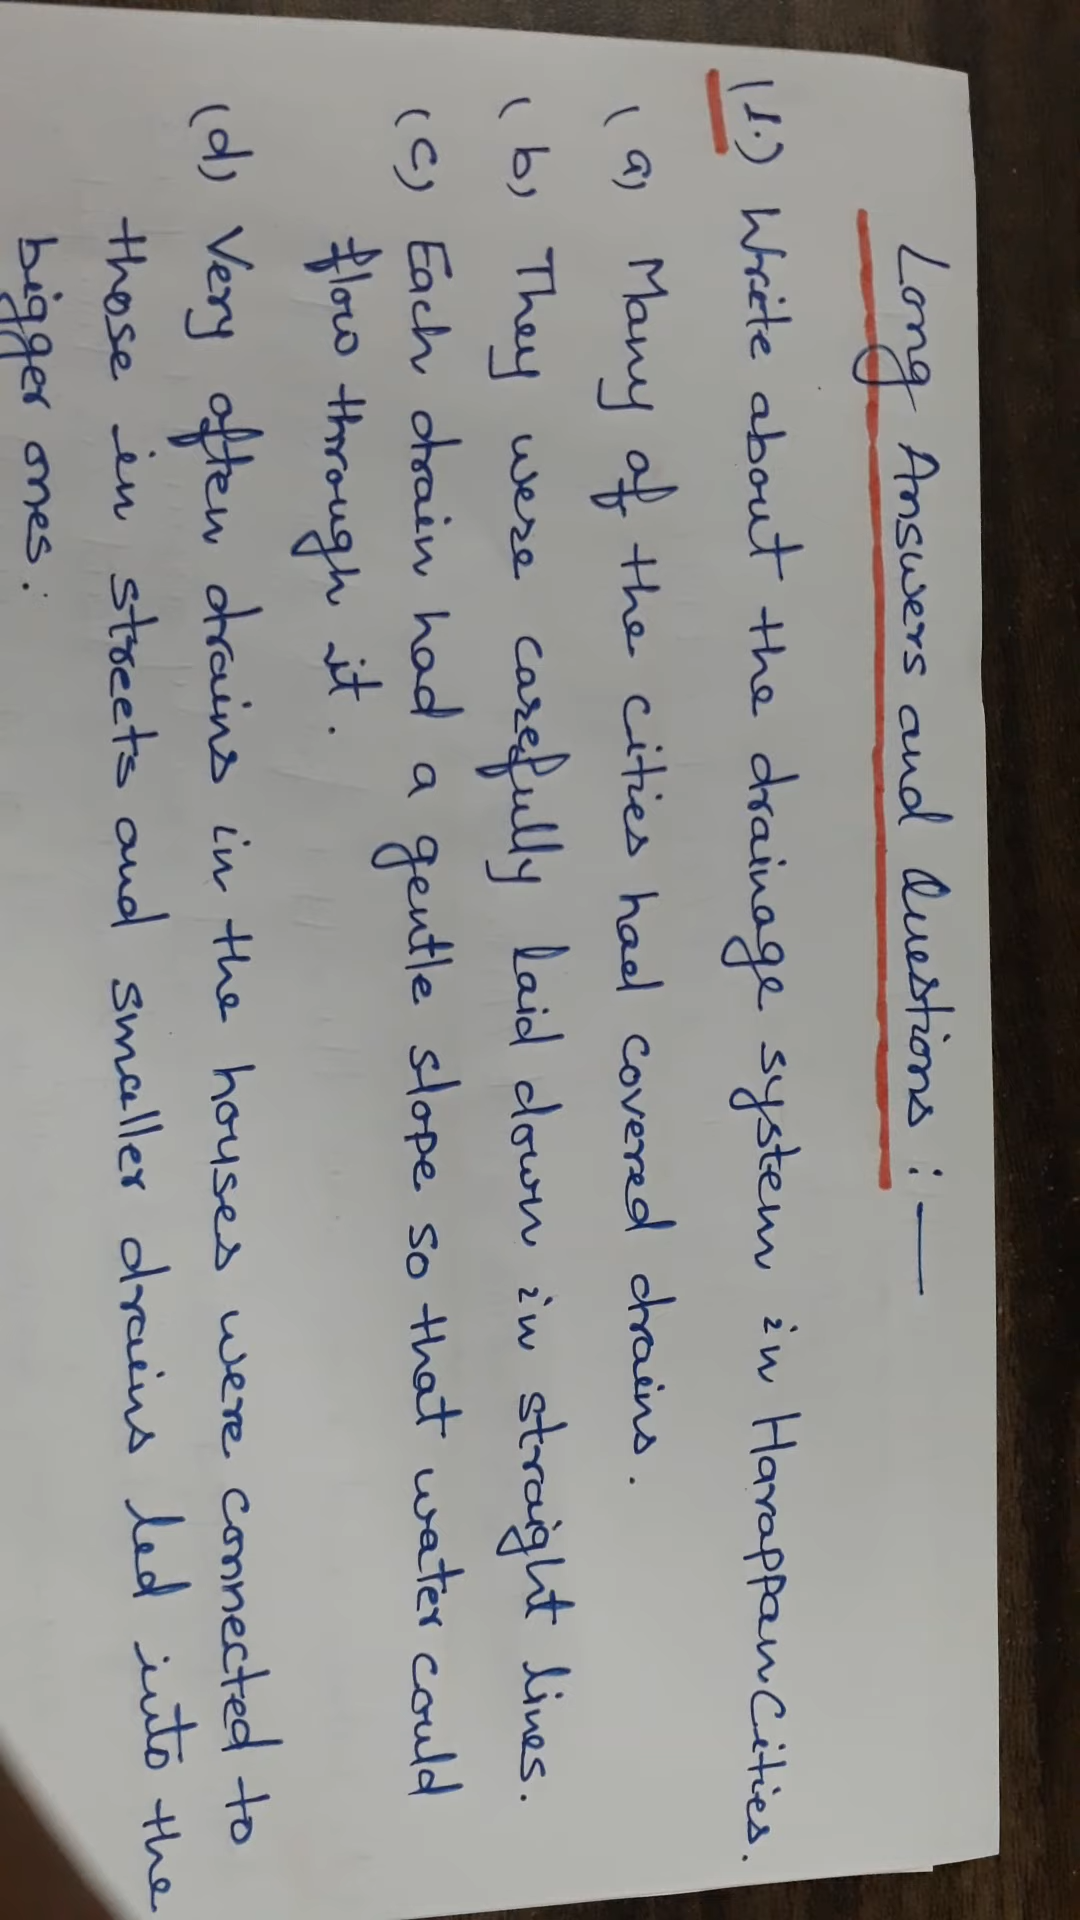 Long Answers and Questions :—
(1.) Write about the drainage system in Harappan Cities.
(a) Many of the cities had covered drains.
(b) They were carefully laid down in straight lines.
(c) Each drain had a gentle slope so that water could
flow through it.
(d) Very often drains in the houses were connected to
those in streets and smaller drains led into the
bigger ones.